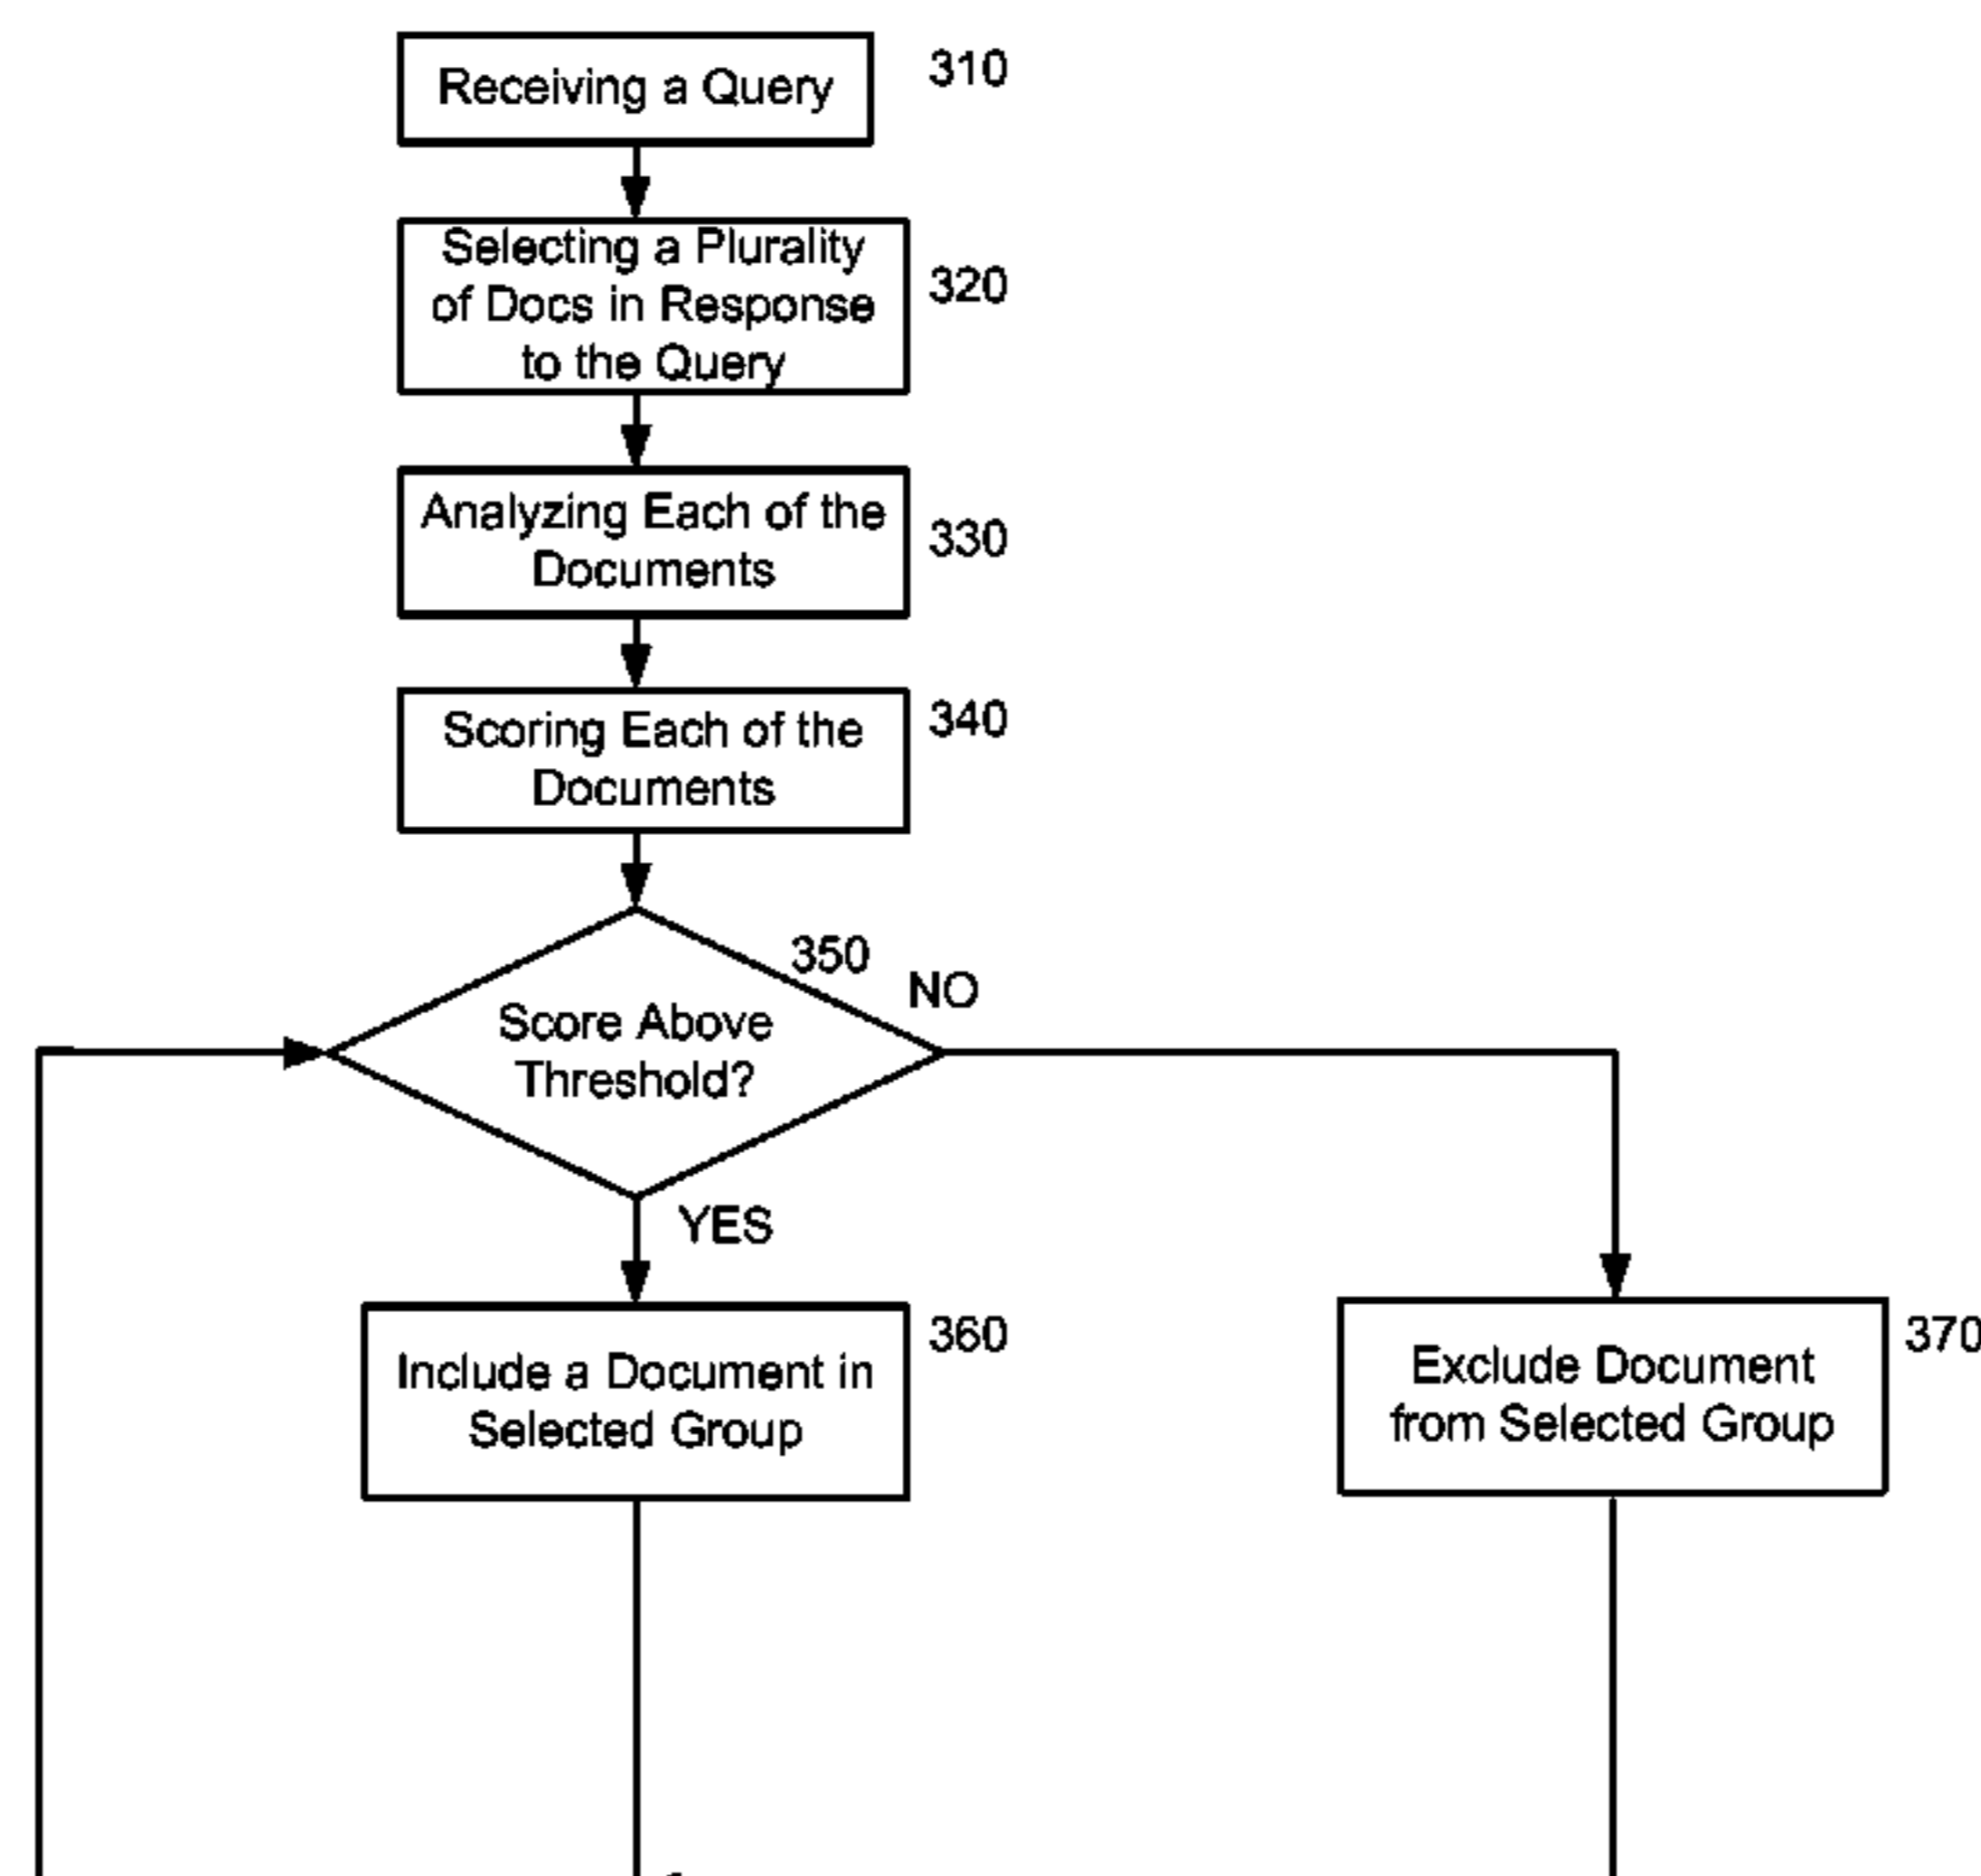 Receiving a Query
310
Selecting a Plurality
of Docs in Response
to the Query
320
Analyzing Each of the
Documents
330
Scoring Each of the
Documents
340
350
NO
Score Above
Threshold?
YES
Include a Document in
Selected Group
360
Exclude Document
from Selected Group
370